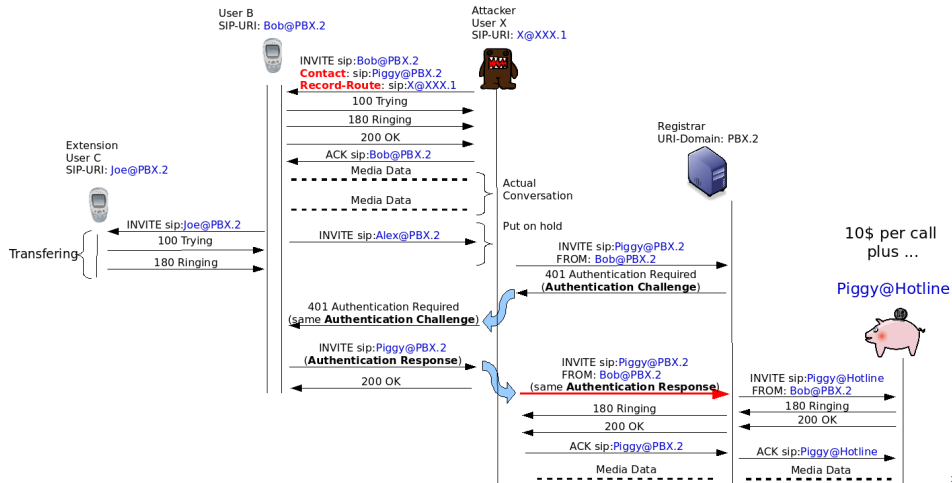 User B
SIP-URI: Bob@PBX.2
Attacker
User X
SIP-URI: X@XXX.1
INVITE sip:Bob@PBX.2
Contact: sip:Piggy@PBX.2
Record-Route: sip:X@XXX.1
100 Trying
180 Ringing
200 OK
ACK sip:Bob@PBX.2
Media Data
Media Data
Actual
Conversation
Registrar
URI-Domain: PBX.2
Extension
User C
SIP-URI: Joe@PBX.2
INVITE sip:Joe@PBX.2
100 Trying
180 Ringing
Transfering
INVITE sip:Alex@PBX.2
Put on hold
INVITE sip:Piggy@PBX.2
FROM: Bob@PBX.2
401 Authentication Required
(Authentication Challenge)
401 Authentication Required
(same Authentication Challenge)
INVITE sip:Piggy@PBX.2
(Authentication Response)
200 OK
INVITE sip:Piggy@PBX.2
FROM: Bob@PBX.2
(same Authentication Response)
180 Ringing
200 OK
ACK sip:Piggy@PBX.2
Media Data
10$ per call
plus ...
Piggy@Hotline
INVITE sip:Piggy@Hotline
FROM: Bob@PBX.2
180 Ringing
200 OK
ACK sip:Piggy@Hotline
Media Data